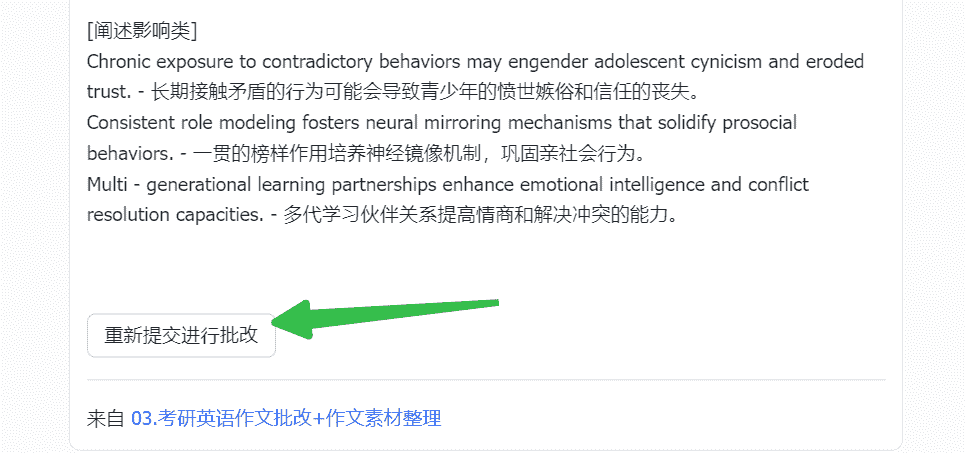 [阐述影响类]
Chronic exposure to contradictory behaviors may engender adolescent cynicism and eroded
trust. - 长期接触矛盾的行为可能会导致青少年的愤世嫉俗和信任的丧失。
Consistent role modeling fosters neural mirroring mechanisms that solidify prosocial
behaviors. - 一贯的榜样作用培养神经镜像机制，巩固亲社会行为。
Multi - generational learning partnerships enhance emotional intelligence and conflict
resolution capacities. - 多代学习伙伴关系提高情商和解决冲突的能力。
重新提交进行批改
来自 03.考研英语作文批改+作文素材整理